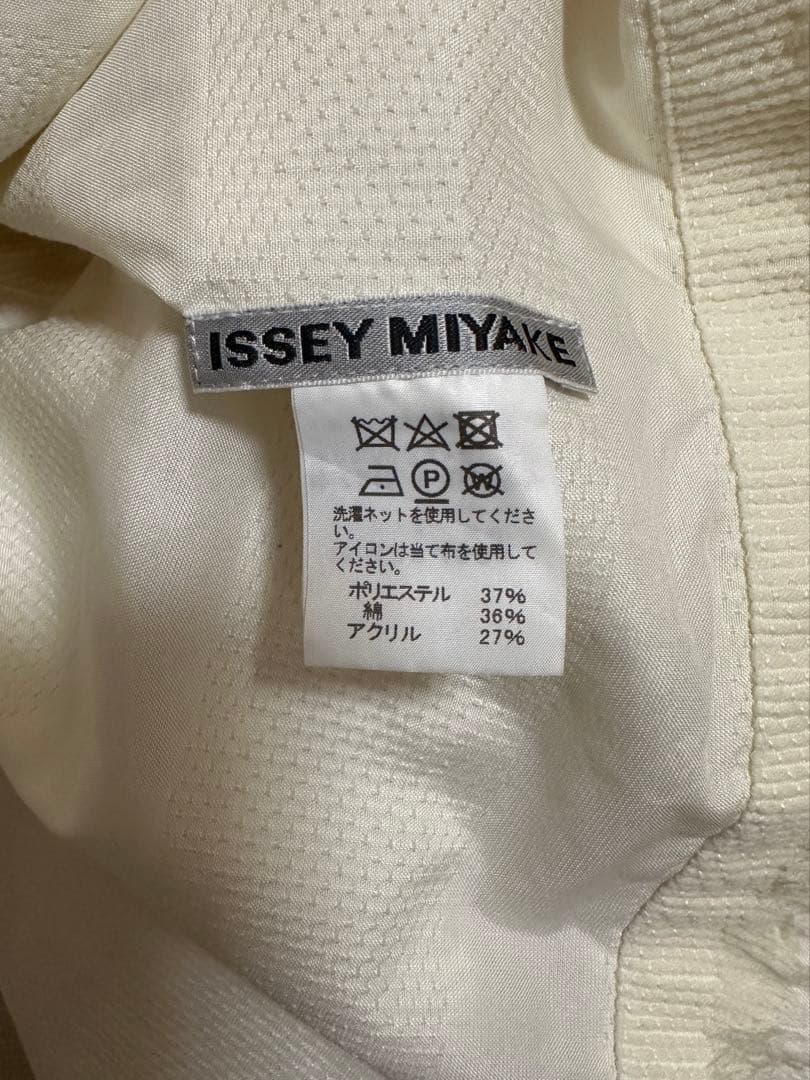 ISSEY MIYAKE
P W
洗濯ネットを使用してくださ
い。
アイロンは当て布を使用して
ください。
ポリエステル 37%
綿 36%
アクリル 27%